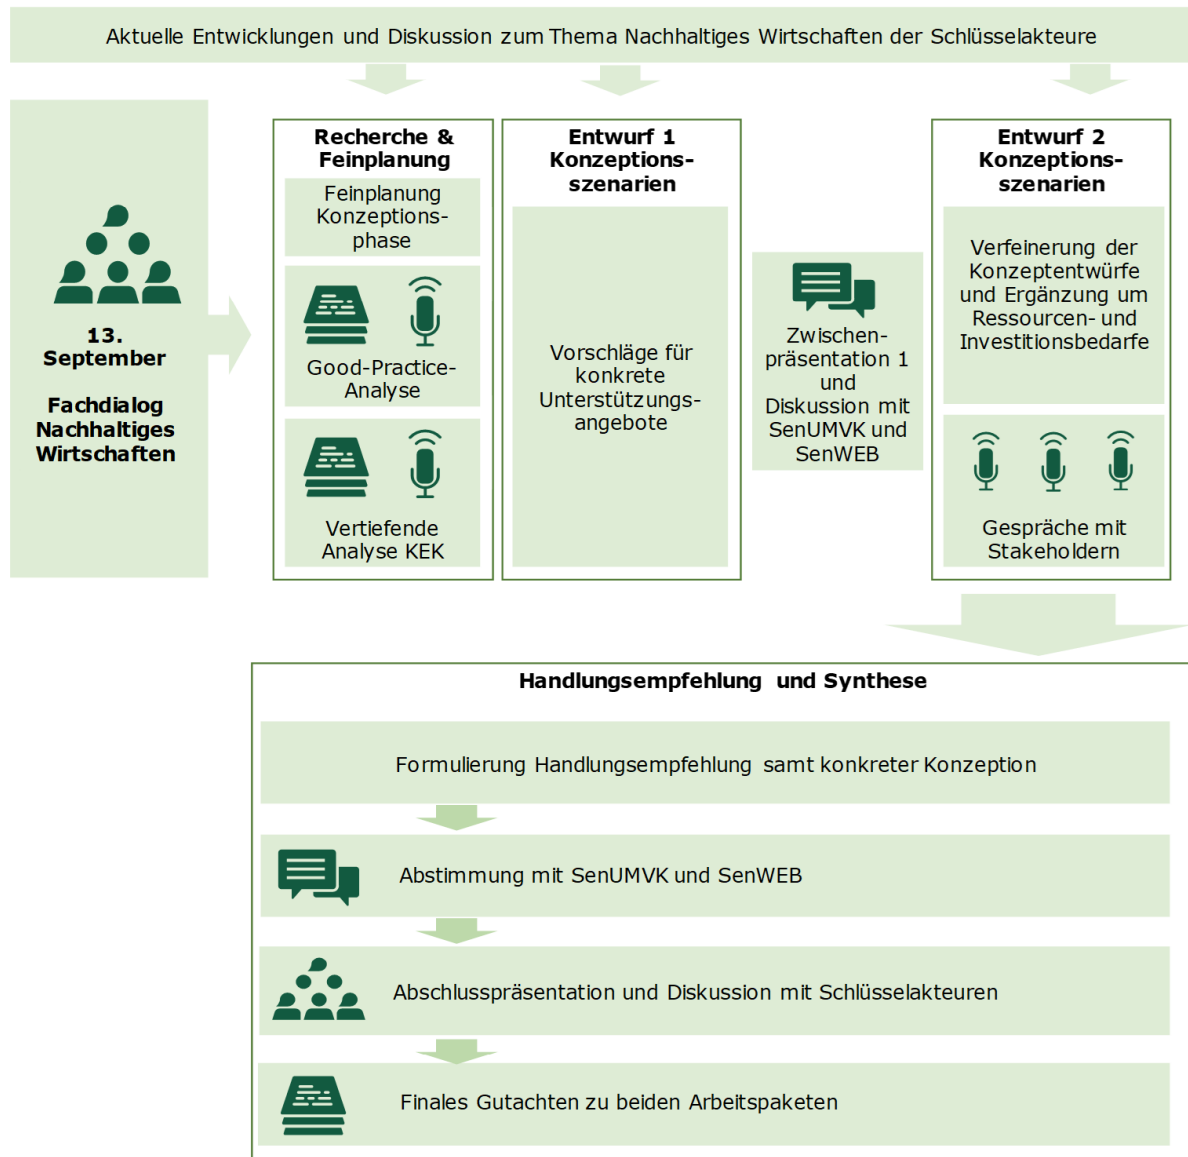 Aktuelle Entwicklungen und Diskussion zum Thema Nachhaltiges Wirtschaften der Schlüsselakteure
13.
September
Fachdialog
Nachhaltiges
Wirtschaften
Recherche &
Feinplanung
Feinplanung
Konzeptions-
phase
Good-Practice-
Analyse
Vertiefende
Analyse KEK
Entwurf 1
Konzeptions-
szenarien
Vorschläge für
konkrete
Unterstützungs-
angebote
Zwischen-
präsentation 1
und
Diskussion mit
SenUMVK und
SenWEB
Entwurf 2
Konzeptions-
szenarien
Verfeinerung der
Konzeptentwürfe
und Ergänzung um
Ressourcen- und
Investitionsbedarfe
Gespräche mit
Stakeholdern
Handlungsempfehlung und Synthese
Formulierung Handlungsempfehlung samt konkreter Konzeption
Abstimmung mit SenUMVK und SenWEB
Abschlusspräsentation und Diskussion mit Schlüsselakteuren
Finales Gutachten zu beiden Arbeitspaketen